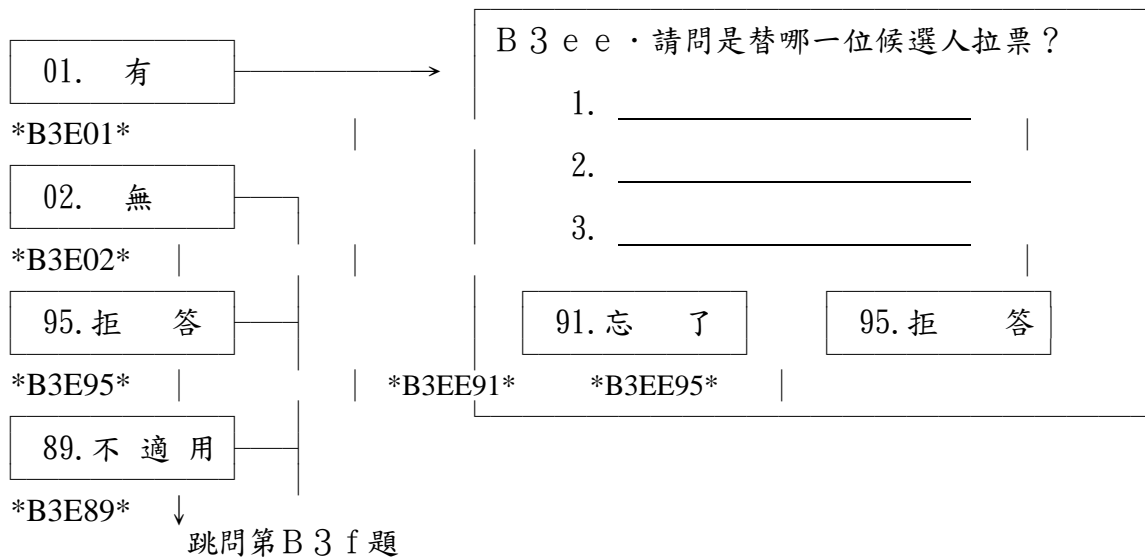 B3ee．請問是替哪一位候選人拉票？
01. 有
1.
*B3E01*
2.
02. 無
3.
*B3E02*
95.拒 答
91.忘 了
95.拒 答
*B3E95*
*B3EE91*
*B3EE95*
89.不 適 用
*B3E89*
跳問第B3f題